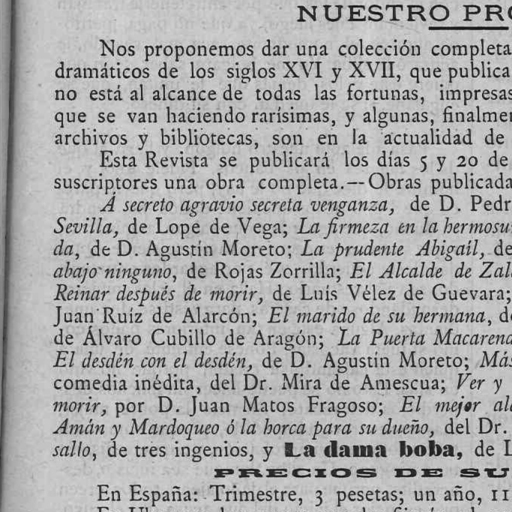 NUESTRO PRO
Nos proponemos dar una colección completa
dramáticos de los siglos XVI y XVII, que publica
no está al alcance de todas las fortunas, impresas
que se van haciendo rarísimas, y algunas, finalme
archivos y bibliotecas, son en la actualidad de
Esta Revista se publicará los días 5 y 20 de
suscriptores una obra completa.—Obras publicada
Á secreto agravio secreta venganza, de D. Pedr
Sevilla, de Lope de Vega; La firmeza en la hermosu
da, de D. Agustín Moreto; La prudente Abigaíl, de
abajo ninguno, de Rojas Zorrilla; El Alcalde de Zal
Reinar después de morir, de Luís Vélez de Guevara;
Juan Ruíz de Alarcón; El marido de su hermana, d
de Álvaro Cubillo de Aragón; La Puerta Macarena
El desdén con el desdén, de D. Agustín Moreto; Más
comedia inédita, del Dr. Mira de Amescua; Ver y
morir, por D. Juan Matos Fragoso; El mejor al
Amán y Mardoqueo ó la horca para su dueño, del Dr.
sallo, de tres ingenios, y La dama boba, de L
PRECIOS DE SU
En España: Trimestre, 3 pesetas; un año, 11